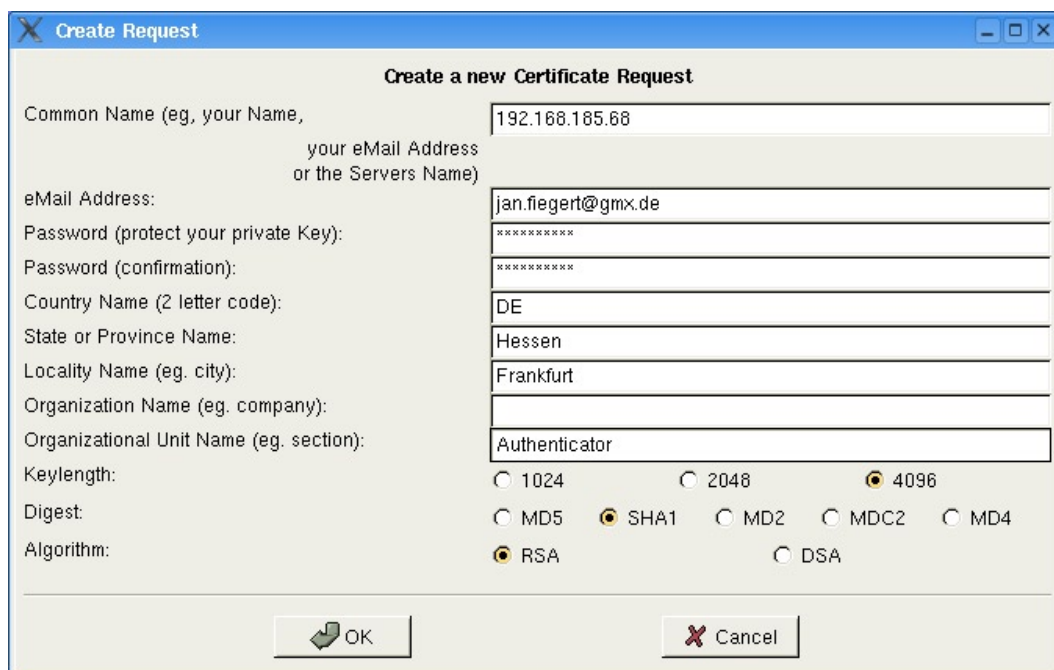 Create Request
Create a new Certificate Request
Common Name (eg, your Name, 192.168.185.68
your eMail Address
or the Servers Name)
eMail Address: jan.fiegert@gmx.de
Password (protect your private Key): **********
Password (confirmation): **********
Country Name (2 letter code): DE
State or Province Name: Hessen
Locality Name (eg. city): Frankfurt
Organization Name (eg. company):
Organizational Unit Name (eg. section): Authenticator
Keylength: 1024 2048 4096
Digest: MD5 SHA1 MD2 MDC2 MD4
Algorithm: RSA DSA
OK Cancel